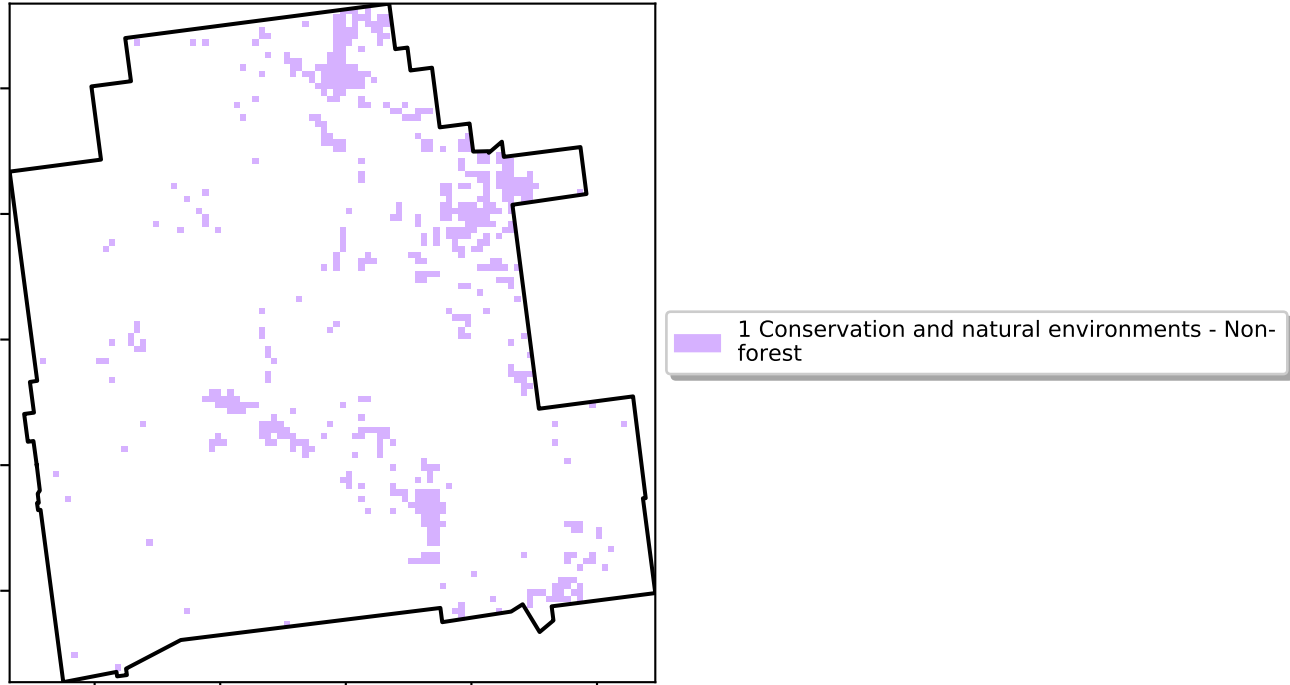 1 Conservation and natural environments - Non-
forest